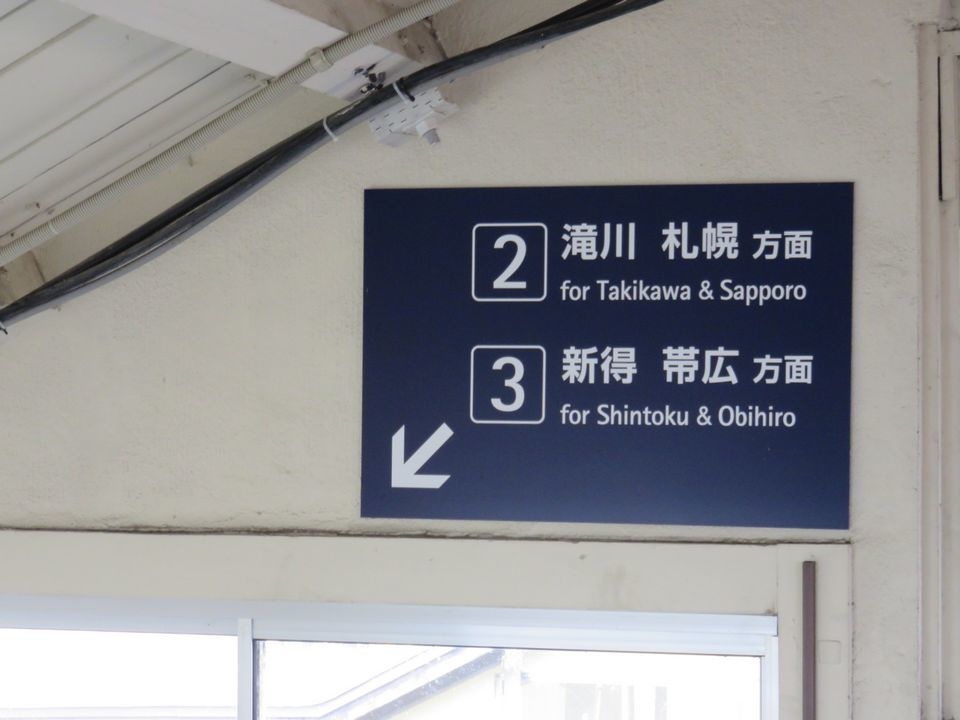 2 滝川 札幌 方面
for Takikawa & Sapporo
3 新得 帯広 方面
for Shintoku & Obihiro